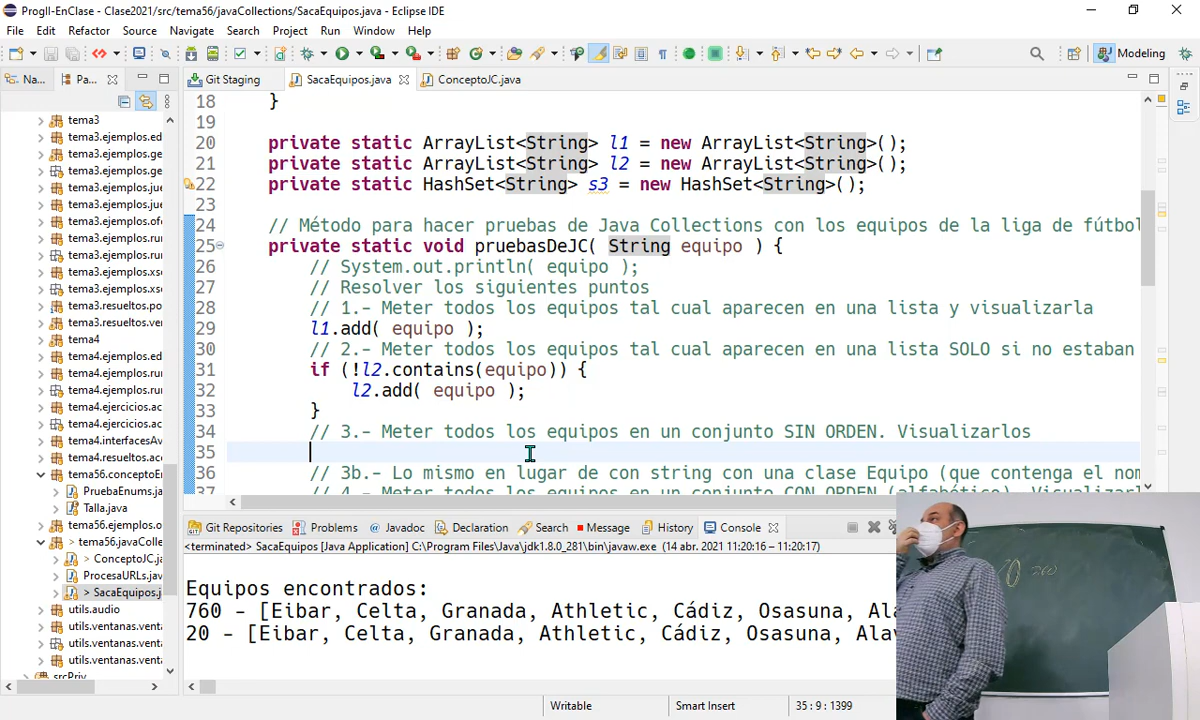 ProgII-EnClase - Clase2021/src/tema56/javaCollections/SacaEquipos.java - Eclipse IDE
File Edit Refactor Source Navigate Search Project Run Window Help
Modeling
Na... Pa... Git Staging SacaEquipos.java ConceptoJC.java
tema3
tema3.ejemplos.ed
tema3.ejemplos.ge
tema3.ejemplos.ge
tema3.ejemplos.jue
tema3.ejemplos.jue
tema3.ejemplos.ofe
tema3.ejemplos.rur
tema3.ejemplos.rur
tema3.ejemplos.xsc
tema3.ejemplos.xsc
tema3.resueltos.po
tema3.resueltos.ver
tema4
tema4.ejemplos.ed
tema4.ejemplos.rur
tema4.ejemplos.rur
tema4.ejercicios.ac
tema4.ejercicios.ac
tema4.interfacesAv
tema4.resueltos.acc
tema56.conceptoEr
PruebaEnums.ja
Talla.java
tema56.ejemplos.o
> tema56.javaColle
> ConceptoJC.jav
ProcesaURLs.jav
> SacaEquipos.j
utils.audio
utils.ventanas.vent
utils.ventanas.vent
utils.ventanas.vent
srcPriv
18 }
19
20 private static ArrayList<String> l1 = new ArrayList<String>();
21 private static ArrayList<String> l2 = new ArrayList<String>();
22 private static HashSet<String> s3 = new HashSet<String>();
23
24 // Método para hacer pruebas de Java Collections con los equipos de la liga de fútbol
25 private static void pruebasDeJC( String equipo ) {
26 // System.out.println( equipo );
27 // Resolver los siguientes puntos
28 // 1.- Meter todos los equipos tal cual aparecen en una lista y visualizarla
29 l1.add( equipo );
30 // 2.- Meter todos los equipos tal cual aparecen en una lista SOLO si no estaban
31 if (!l2.contains(equipo)) {
32 l2.add( equipo );
33 }
34 // 3.- Meter todos los equipos en un conjunto SIN ORDEN. Visualizarlos
35
36 // 3b.- Lo mismo en lugar de con string con una clase Equipo (que contenga el nom
37 // 4.- Meter todos los equipos en un conjunto CON ORDEN (alfabético). Visualizarl
Git Repositories Problems Javadoc Declaration Search Message History Console
<terminated> SacaEquipos [Java Application] C:\Program Files\Java\jdk1.8.0_281\bin\javaw.exe (14 abr. 2021 11:20:16 – 11:20:17)
Equipos encontrados:
760 - [Eibar, Celta, Granada, Athletic, Cádiz, Osasuna, Ala
20 - [Eibar, Celta, Granada, Athletic, Cádiz, Osasuna, Alav
Writable Smart Insert 35 : 9 : 1399